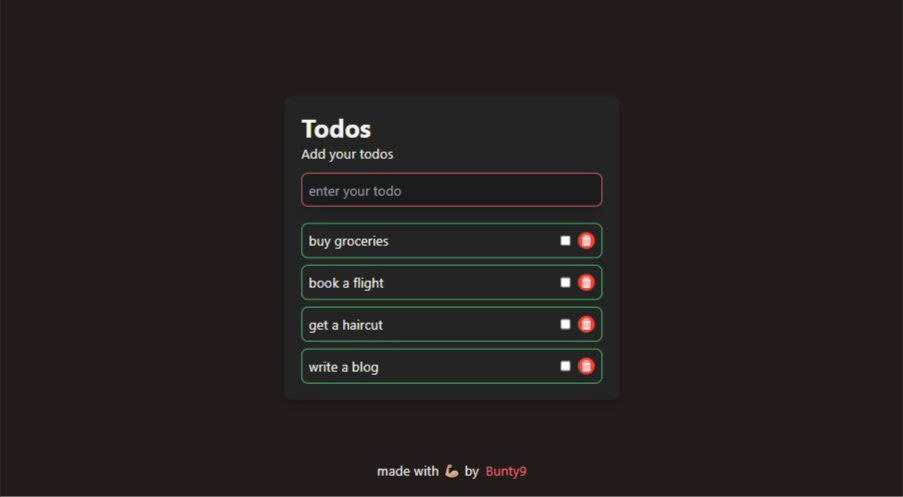 Todos
Add your todos
enter your todo
buy groceries
book a flight
get a haircut
write a blog
made with 💪🏼 by Bunty9